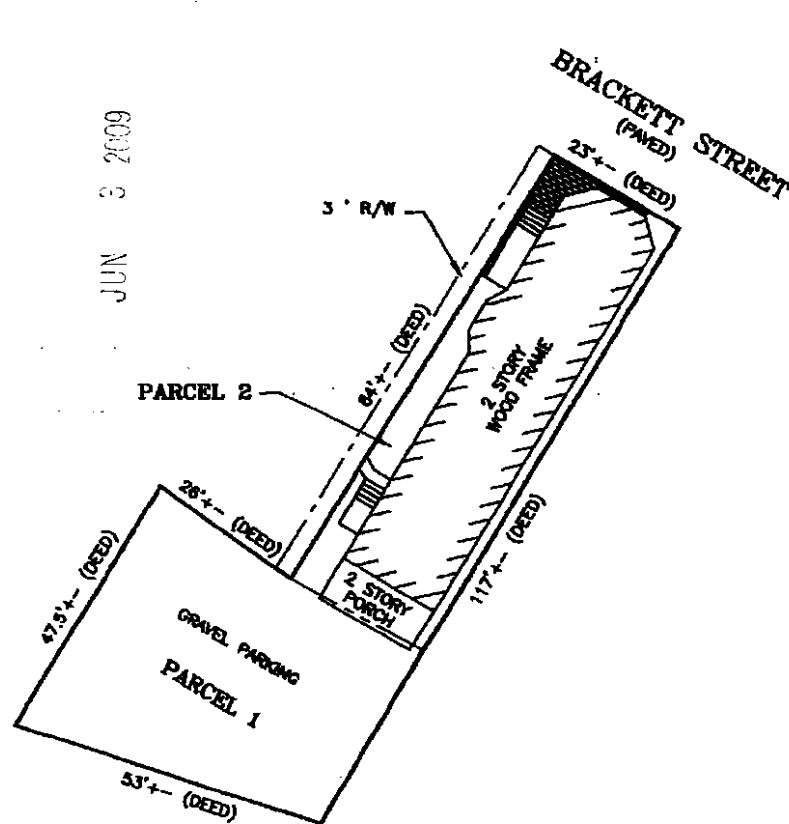 BRACKETT STREET
(PAVED)
23'+- (DEED)
JUN 3 2009
3 ' R/W
64'+- (DEED)
PARCEL 2
2 STORY
WOOD FRAME
26'+- (DEED)
117'+- (DEED)
47.5'+- (DEED)
2 STORY
PORCH
GRAVEL PARKING
PARCEL 1
53'+- (DEED)